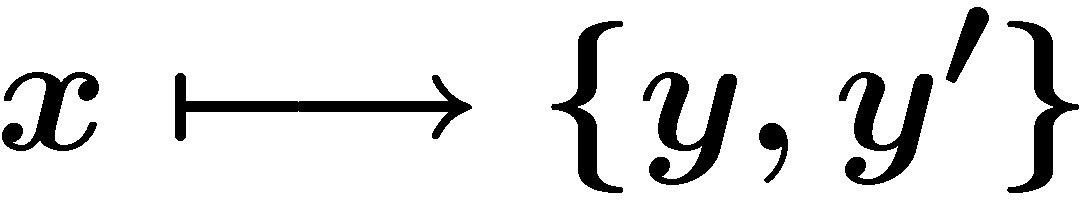 x ⟼ {y, y′}